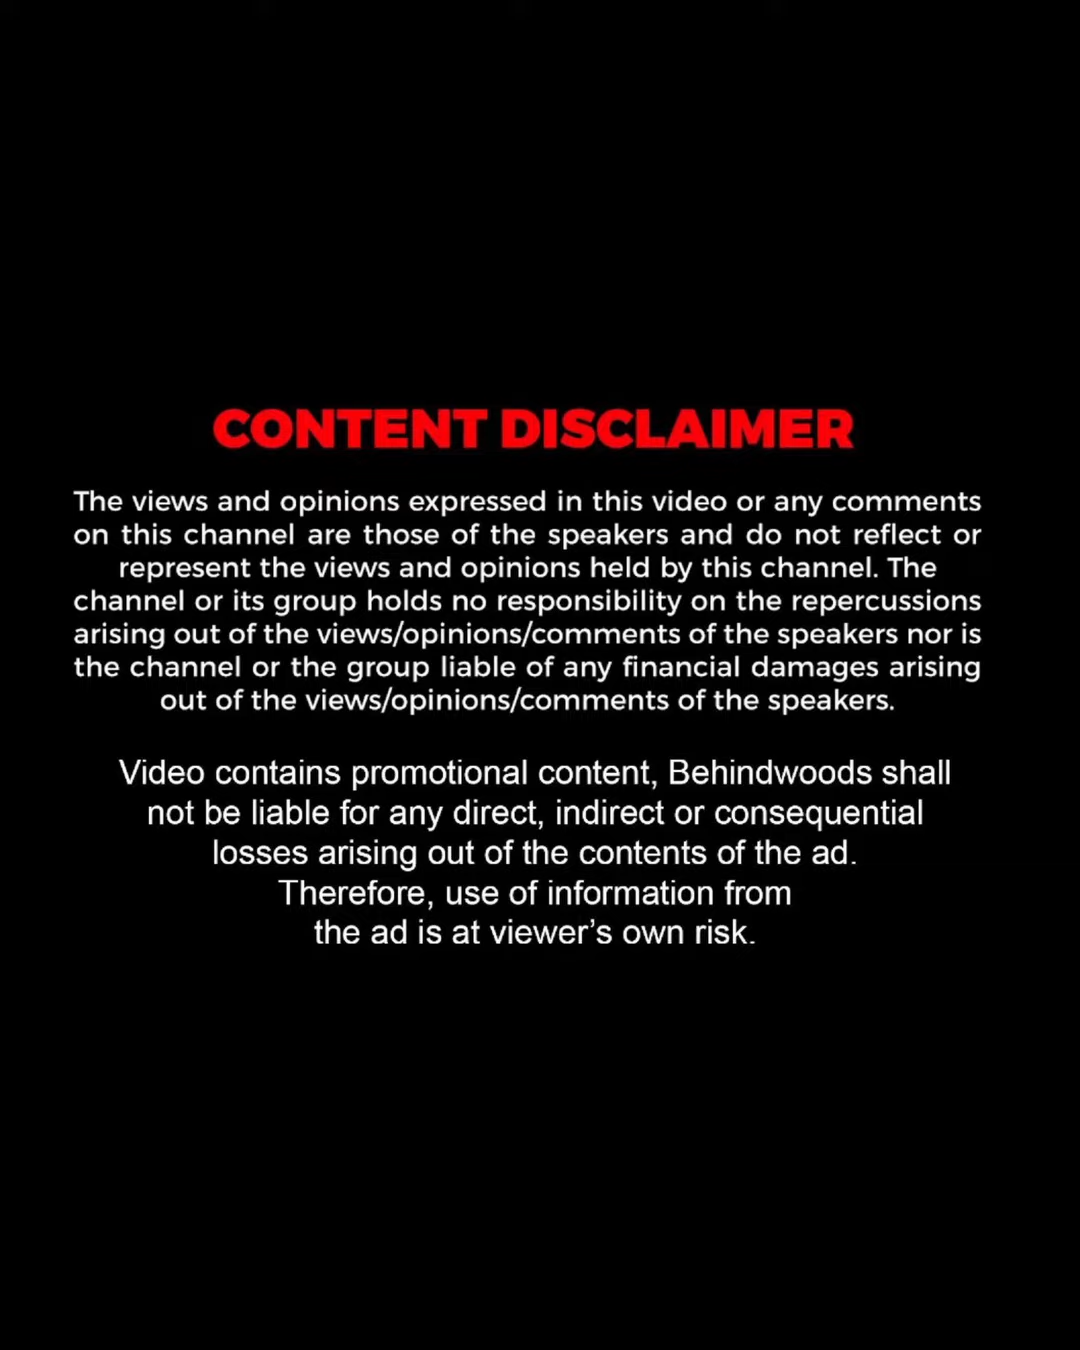 CONTENT DISCLAIMER
The views and opinions expressed in this video or any comments
on this channel are those of the speakers and do not reflect or
represent the views and opinions held by this channel. The
channel or its group holds no responsibility on the repercussions
arising out of the views/opinions/comments of the speakers nor is
the channel or the group liable of any financial damages arising
out of the views/opinions/comments of the speakers.
Video contains promotional content, Behindwoods shall
not be liable for any direct, indirect or consequential
losses arising out of the contents of the ad.
Therefore, use of information from
the ad is at viewer’s own risk.